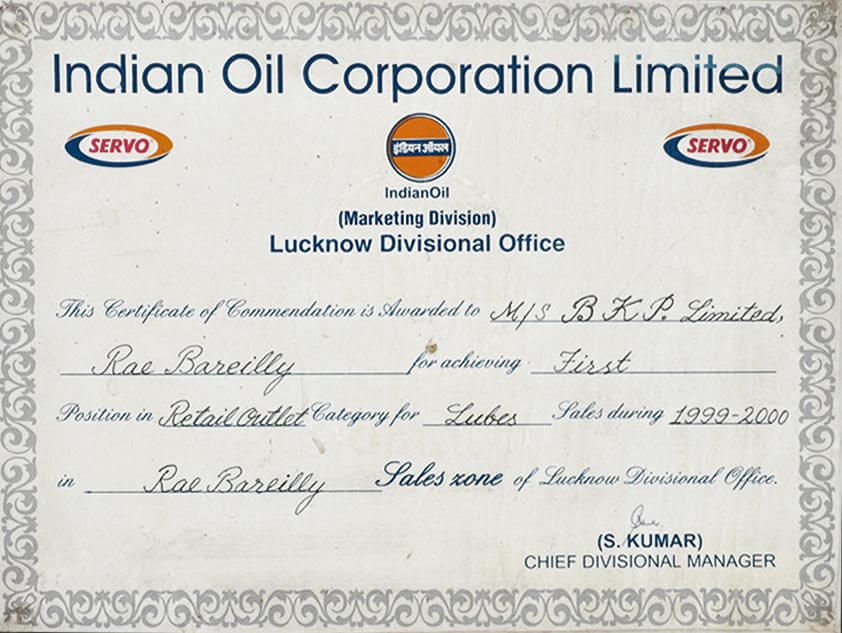 Indian Oil Corporation Limited
SERVO
इंडियन ऑयल
SERVO
IndianOil
(Marketing Division)
Lucknow Divisional Office
This Certificate of Commendation is Awarded to M/S B K P. Limited,
Rae Bareilly for achieving First
Position in Retail Outlet Category for Lubes Sales during 1999-2000
in Rae Bareilly Sales zone of Lucknow Divisional Office.
(S. KUMAR)
CHIEF DIVISIONAL MANAGER